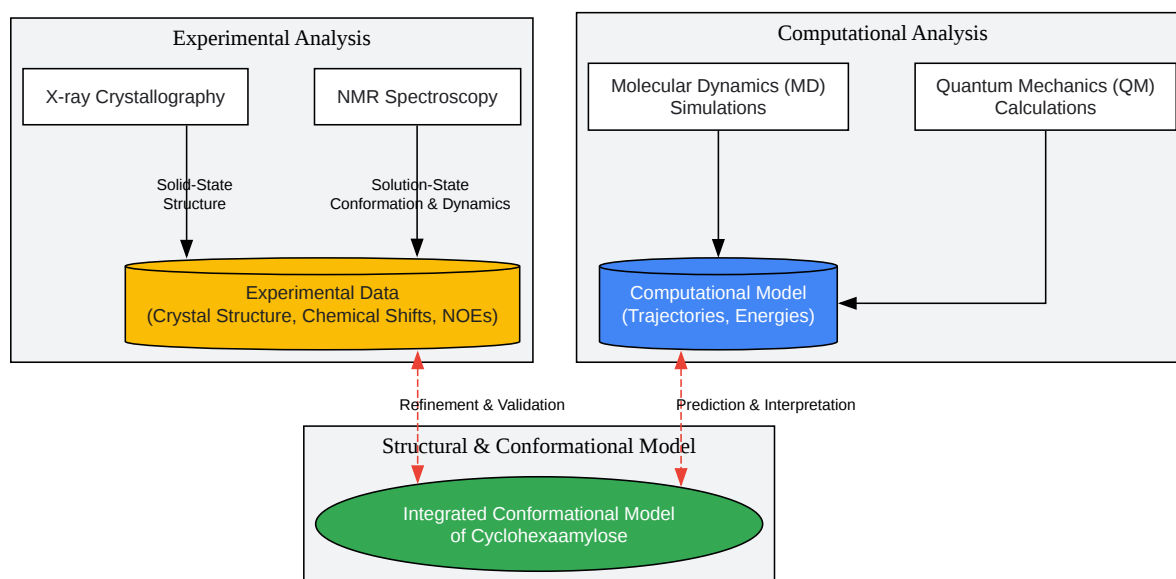 Experimental Analysis
X-ray Crystallography
NMR Spectroscopy
Solid-State
Structure
Solution-State
Conformation & Dynamics
Experimental Data
(Crystal Structure, Chemical Shifts, NOEs)
Computational Analysis
Molecular Dynamics (MD)
Simulations
Quantum Mechanics (QM)
Calculations
Computational Model
(Trajectories, Energies)
Refinement & Validation
Prediction & Interpretation
Structural & Conformational Model
Integrated Conformational Model
of Cyclohexaamylose